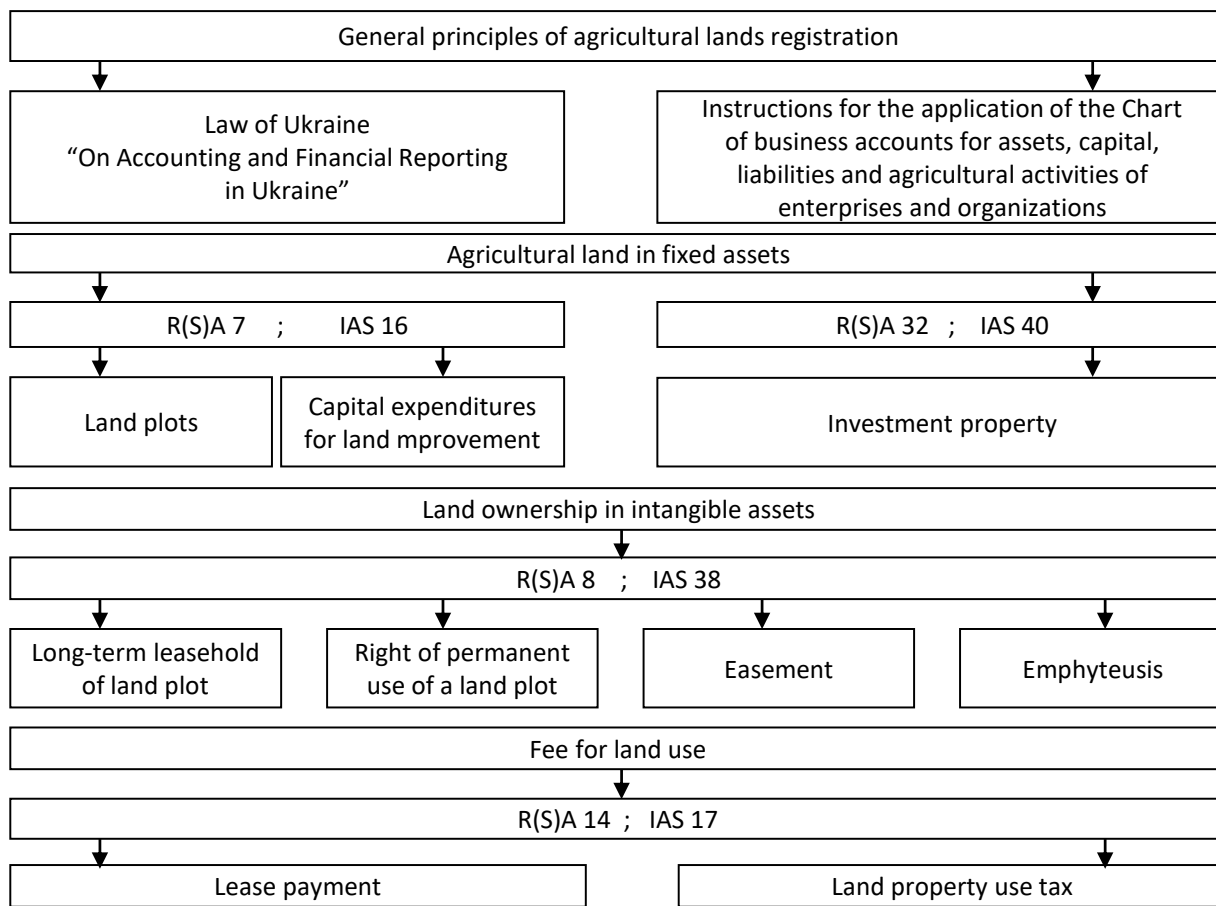 General principles of agricultural lands registration
Law of Ukraine
“On Accounting and Financial Reporting
in Ukraine”
Instructions for the application of the Chart
of business accounts for assets, capital,
liabilities and agricultural activities of
enterprises and organizations
Agricultural land in fixed assets
R(S)A 7 ; IAS 16
R(S)A 32 ; IAS 40
Land plots
Capital expenditures
for land mprovement
Investment property
Land ownership in intangible assets
R(S)A 8 ; IAS 38
Long-term leasehold
of land plot
Right of permanent
use of a land plot
Easement
Emphyteusis
Fee for land use
R(S)A 14 ; IAS 17
Lease payment
Land property use tax